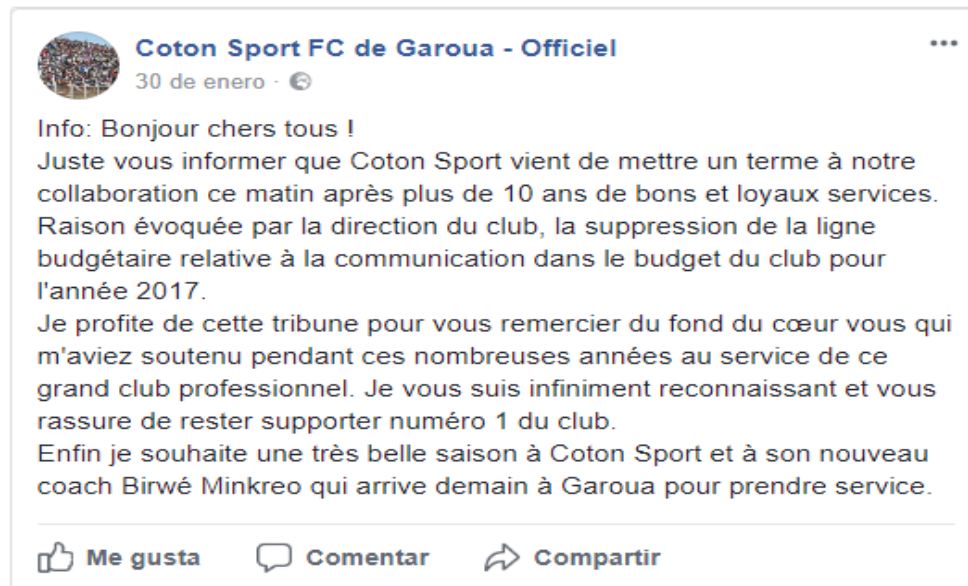 Coton Sport FC de Garoua - Officiel
30 de enero ·
Info: Bonjour chers tous !
Juste vous informer que Coton Sport vient de mettre un terme à notre
collaboration ce matin après plus de 10 ans de bons et loyaux services.
Raison évoquée par la direction du club, la suppression de la ligne
budgétaire relative à la communication dans le budget du club pour
l'année 2017.
Je profite de cette tribune pour vous remercier du fond du cœur vous qui
m'aviez soutenu pendant ces nombreuses années au service de ce
grand club professionnel. Je vous suis infiniment reconnaissant et vous
rassure de rester supporter numéro 1 du club.
Enfin je souhaite une très belle saison à Coton Sport et à son nouveau
coach Birwé Minkreo qui arrive demain à Garoua pour prendre service.
Me gusta Comentar Compartir